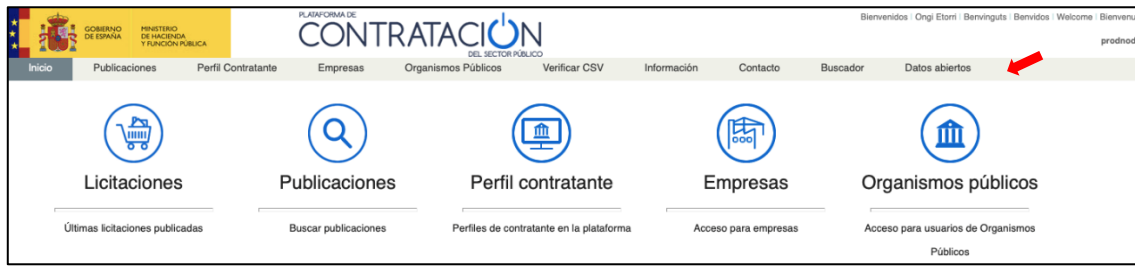 GOBIERNO
DE ESPAÑA
MINISTERIO
DE HACIENDA
Y FUNCIÓN PÚBLICA
PLATAFORMA DE
CONTRATACIÓN
DEL SECTOR PÚBLICO
Bienvenidos | Ongi Etorri | Benvinguts | Benvidos | Welcome | Bienvenu
prodnod
Inicio Publicaciones Perfil Contratante Empresas Organismos Públicos Verificar CSV Información Contacto Buscador Datos abiertos
Licitaciones Publicaciones Perfil contratante Empresas Organismos públicos
Últimas licitaciones publicadas Buscar publicaciones Perfiles de contratante en la plataforma Acceso para empresas Acceso para usuarios de Organismos
Públicos